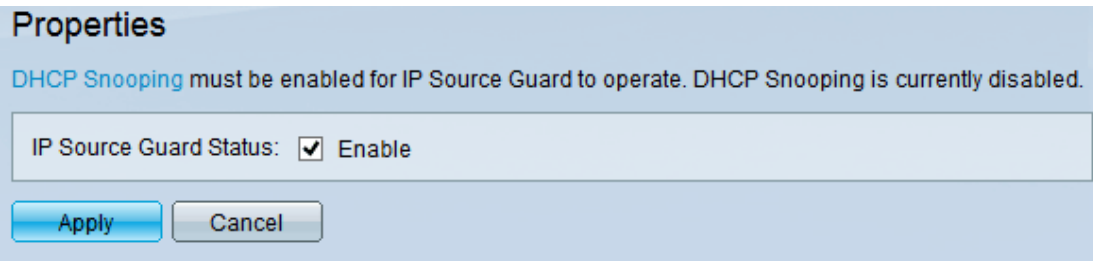 Properties
DHCP Snooping must be enabled for IP Source Guard to operate. DHCP Snooping is currently disabled.
IP Source Guard Status: Enable
Apply Cancel